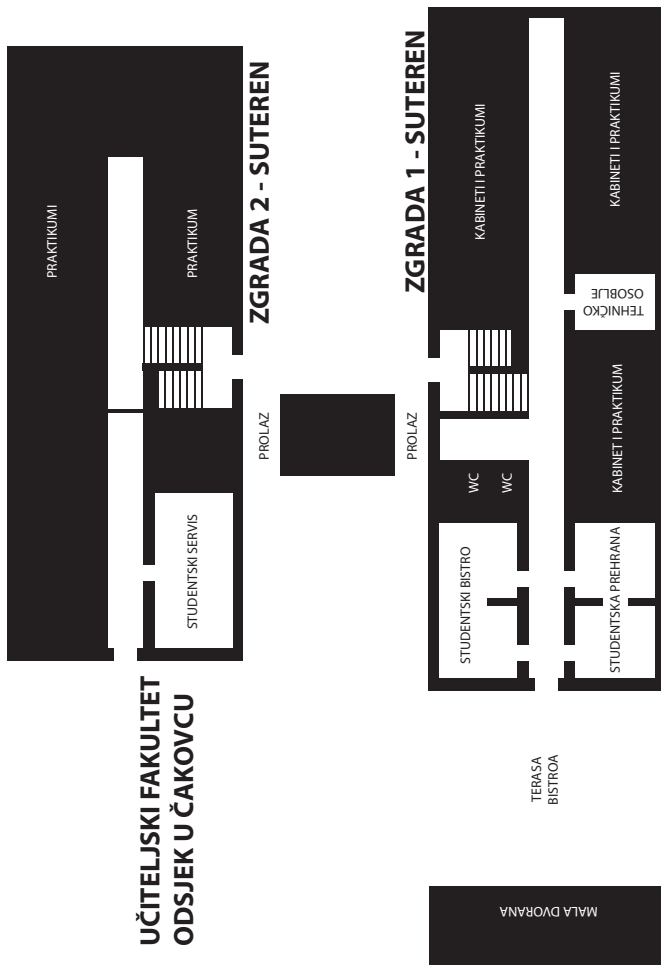 UČITELJSKI FAKULTET
ODSJEK U ČAKOVCU
ZGRADA 2 - SUTEREN
PRAKTIKUMI
PRAKTIKUM
STUDENTSKI SERVIS
PROLAZ
PROLAZ
ZGRADA 1 - SUTEREN
KABINETI I PRAKTIKUMI
WC
WC
STUDENTSKI BISTRO
KABINETI I PRAKTIKUMI
TEHNIČKO
OSOBLJE
KABINET I PRAKTIKUM
STUDENTSKA PREHRANA
TERASA
BISTROA
MALA DVORANA